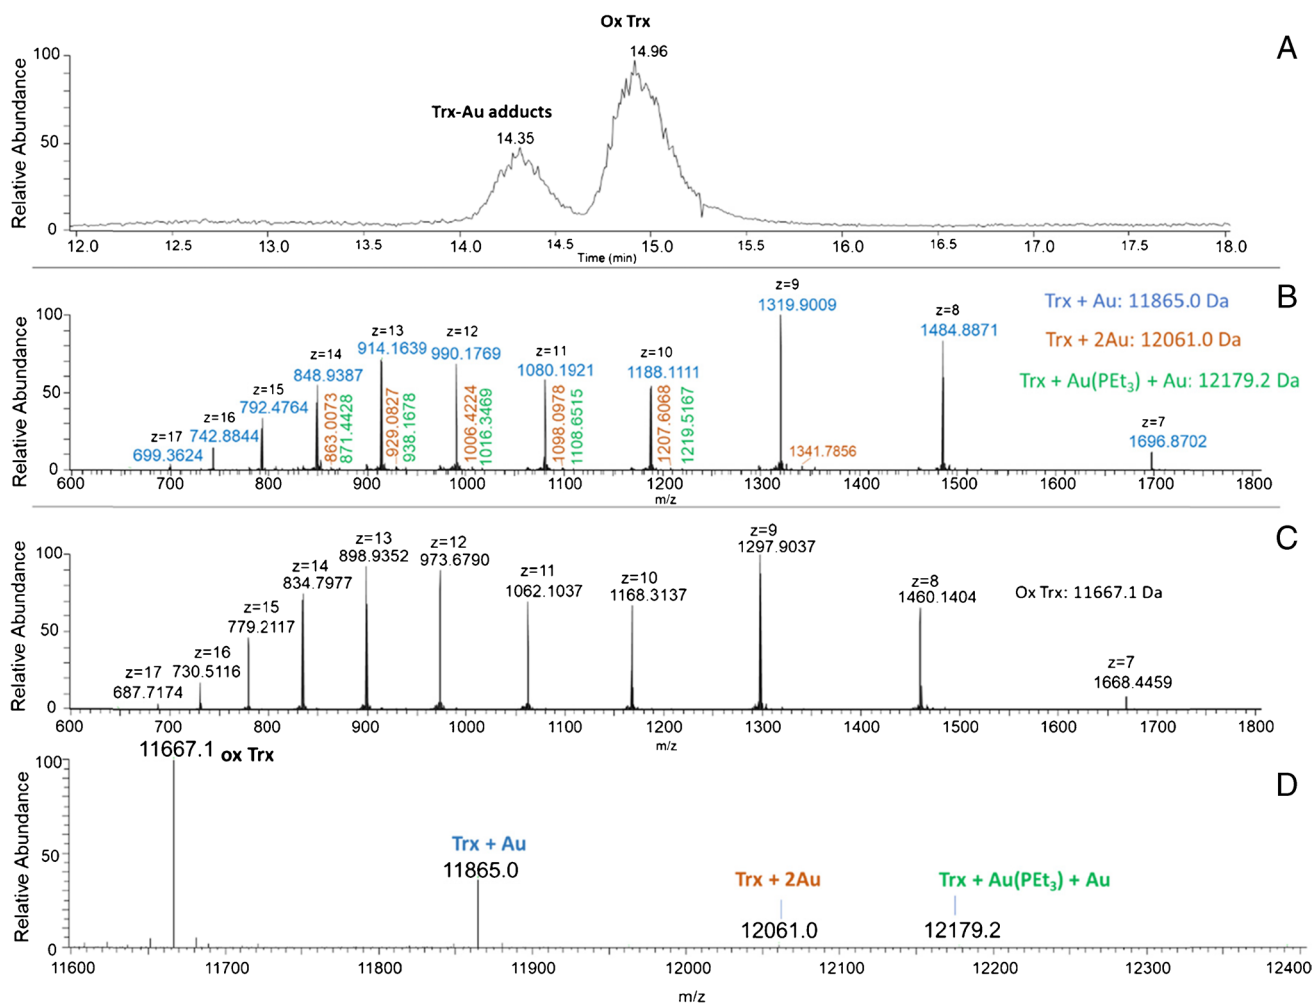 Ox Trx
A
100
14.96
Trx-Au adducts
14.35
50
0
Relative Abundance
12.0 12.5 13.0 13.5 14.0 14.5 15.0 15.5 16.0 16.5 17.0 17.5 18.0
Time (min)
B
Relative Abundance
100
50
0
z=17
699.3624
z=16
742.8844
z=15
792.4764
z=14
848.9387
863.0073
871.4428
z=13
914.1639
929.0827
938.1678
z=12
990.1769
1006.4224
1016.3469
z=11
1080.1921
1098.0978
1108.6515
z=10
1188.1111
1207.6068
1219.5167
z=9
1319.9009
1341.7856
z=8
1484.8871
z=7
1696.8702
Trx + Au: 11865.0 Da
Trx + 2Au: 12061.0 Da
Trx + Au(PEt₃) + Au: 12179.2 Da
600 700 800 900 1000 1100 1200 1300 1400 1500 1600 1700 1800
m/z
C
Relative Abundance
100
50
0
z=17
687.7174
z=16
730.5116
z=15
779.2117
z=14
834.7977
z=13
898.9352
z=12
973.6790
z=11
1062.1037
z=10
1168.3137
z=9
1297.9037
z=8
1460.1404
z=7
1668.4459
Ox Trx: 11667.1 Da
600 700 800 900 1000 1100 1200 1300 1400 1500 1600 1700 1800
m/z
D
Relative Abundance
100
50
0
11667.1 ox Trx
Trx + Au
11865.0
Trx + 2Au
12061.0
Trx + Au(PEt₃) + Au
12179.2
11600 11700 11800 11900 12000 12100 12200 12300 12400
m/z